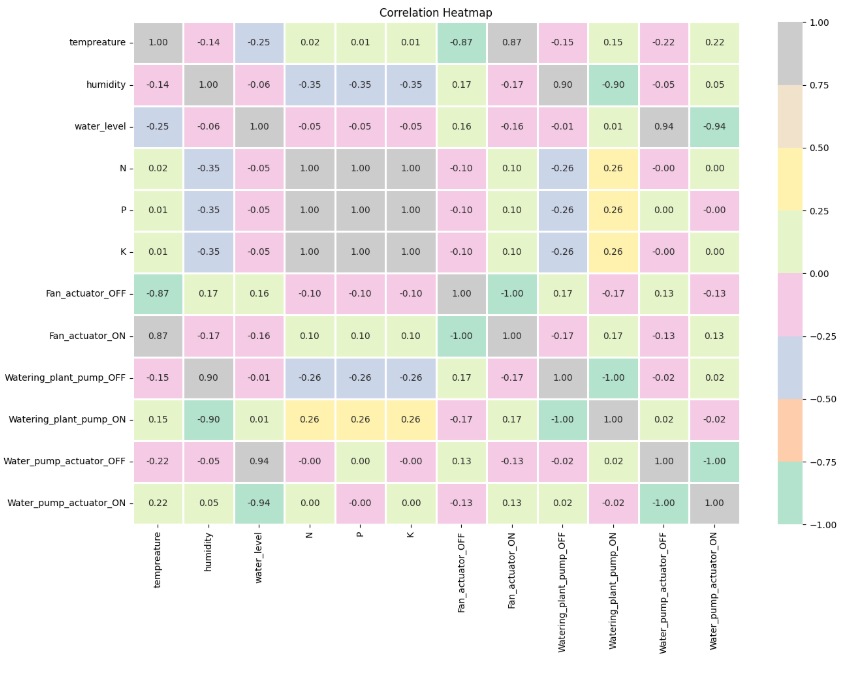 Correlation Heatmap
tempreature 1.00 -0.14 -0.25 0.02 0.01 0.01 -0.87 0.87 -0.15 0.15 -0.22 0.22
humidity -0.14 1.00 -0.06 -0.35 -0.35 -0.35 0.17 -0.17 0.90 -0.90 -0.05 0.05
water_level -0.25 -0.06 1.00 -0.05 -0.05 -0.05 0.16 -0.16 -0.01 0.01 0.94 -0.94
N 0.02 -0.35 -0.05 1.00 1.00 1.00 -0.10 0.10 -0.26 0.26 -0.00 0.00
P 0.01 -0.35 -0.05 1.00 1.00 1.00 -0.10 0.10 -0.26 0.26 0.00 -0.00
K 0.01 -0.35 -0.05 1.00 1.00 1.00 -0.10 0.10 -0.26 0.26 -0.00 0.00
Fan_actuator_OFF -0.87 0.17 0.16 -0.10 -0.10 -0.10 1.00 -1.00 0.17 -0.17 0.13 -0.13
Fan_actuator_ON 0.87 -0.17 -0.16 0.10 0.10 0.10 -1.00 1.00 -0.17 0.17 -0.13 0.13
Watering_plant_pump_OFF -0.15 0.90 -0.01 -0.26 -0.26 -0.26 0.17 -0.17 1.00 -1.00 -0.02 0.02
Watering_plant_pump_ON 0.15 -0.90 0.01 0.26 0.26 0.26 -0.17 0.17 -1.00 1.00 0.02 -0.02
Water_pump_actuator_OFF -0.22 -0.05 0.94 -0.00 0.00 -0.00 0.13 -0.13 -0.02 0.02 1.00 -1.00
Water_pump_actuator_ON 0.22 0.05 -0.94 0.00 -0.00 0.00 -0.13 0.13 0.02 -0.02 -1.00 1.00
tempreature
humidity
water_level
N
P
K
Fan_actuator_OFF
Fan_actuator_ON
Watering_plant_pump_OFF
Watering_plant_pump_ON
Water_pump_actuator_OFF
Water_pump_actuator_ON
1.00
0.75
0.50
0.25
0.00
−0.25
−0.50
−0.75
−1.00